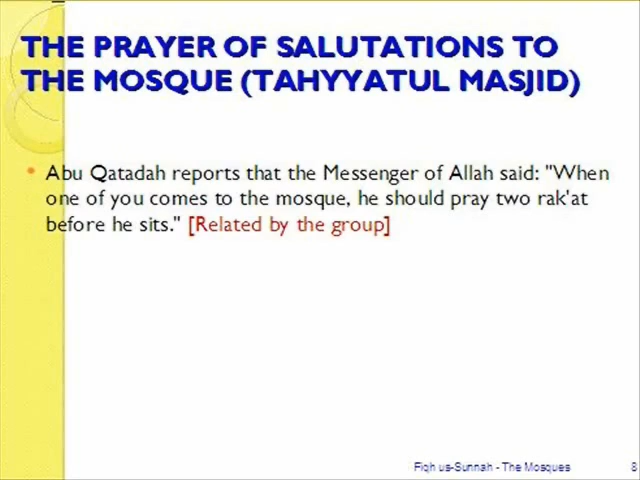 THE PRAYER OF SALUTATIONS TO
THE MOSQUE (TAHYYATUL MASJID)
• Abu Qatadah reports that the Messenger of Allah said: "When
one of you comes to the mosque, he should pray two rak'at
before he sits." [Related by the group]
Fiqh us-Sunnah - The Mosques 8